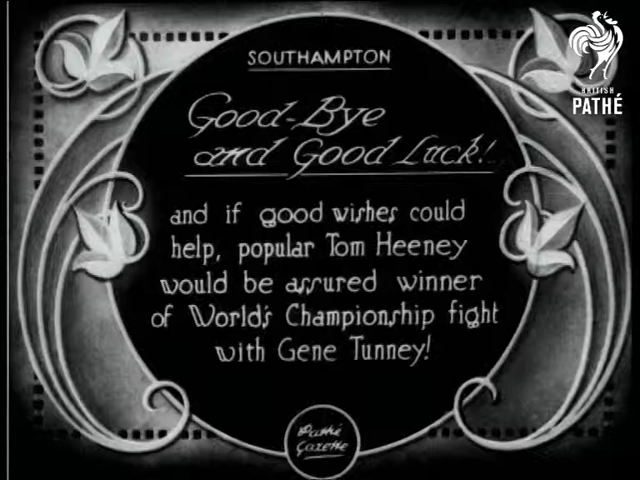 SOUTHAMPTON
BRITISH
PATHÉ
Good-Bye
and Good Luck!
and if good wishes could
help, popular Tom Heeney
would be assured winner
of World's Championship fight
with Gene Tunney!
Pathé
Gazette